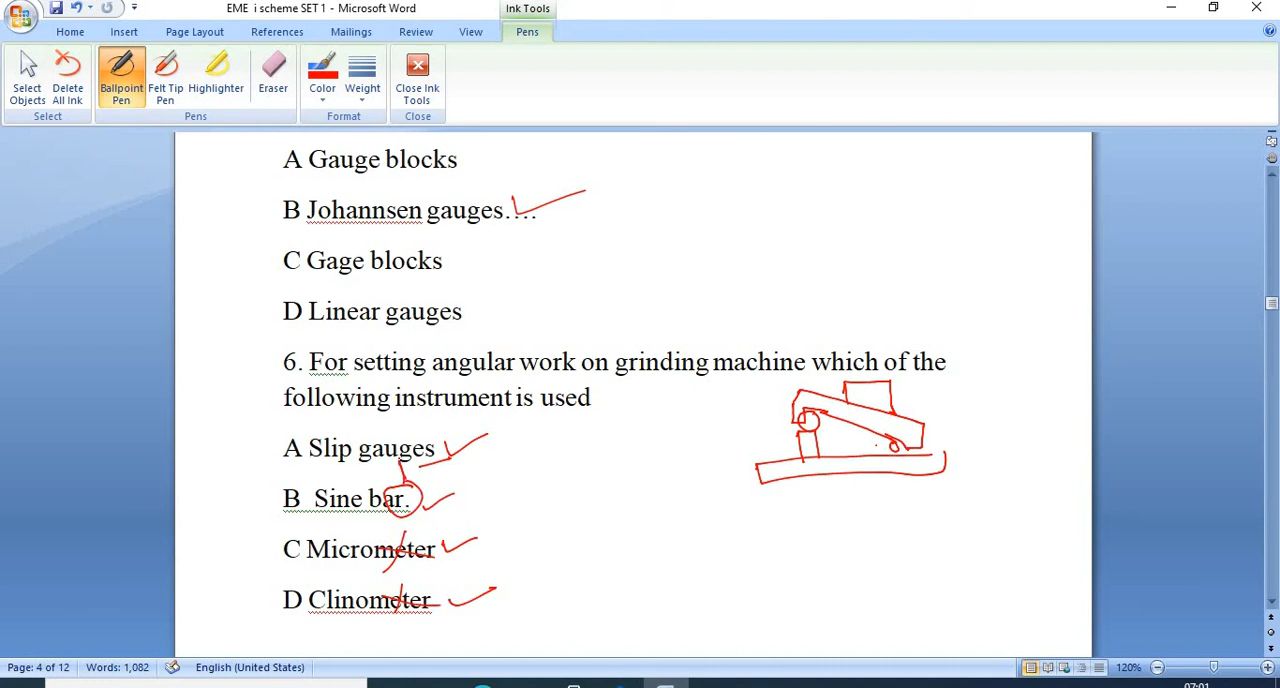 EME i scheme SET 1 - Microsoft Word
Ink Tools
Home Insert Page Layout References Mailings Review View Pens
Select Objects
Delete All Ink
Ballpoint Pen
Felt Tip Pen
Highlighter
Eraser
Color
Weight
Close Ink Tools
Select Pens Format Close
A Gauge blocks
B Johannsen gauges....
C Gage blocks
D Linear gauges
6. For setting angular work on grinding machine which of the
following instrument is used
A Slip gauges
B Sine bar.
C Micrometer
D Clinometer
Page: 4 of 12 Words: 1,082 English (United States) 120%
07:01